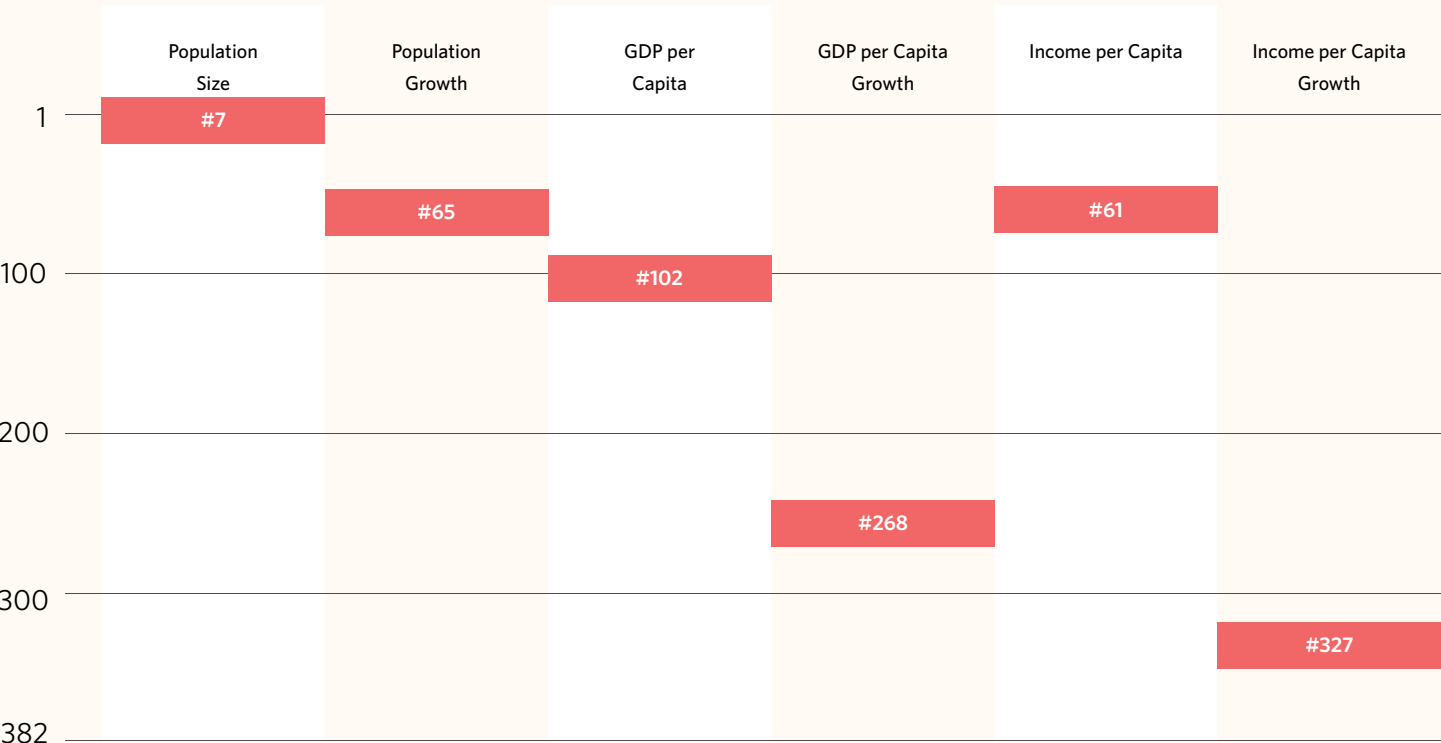 Population
Size
Population
Growth
GDP per
Capita
GDP per Capita
Growth
Income per Capita
Income per Capita
Growth
1
#7
#65
#61
100
#102
200
#268
300
#327
382